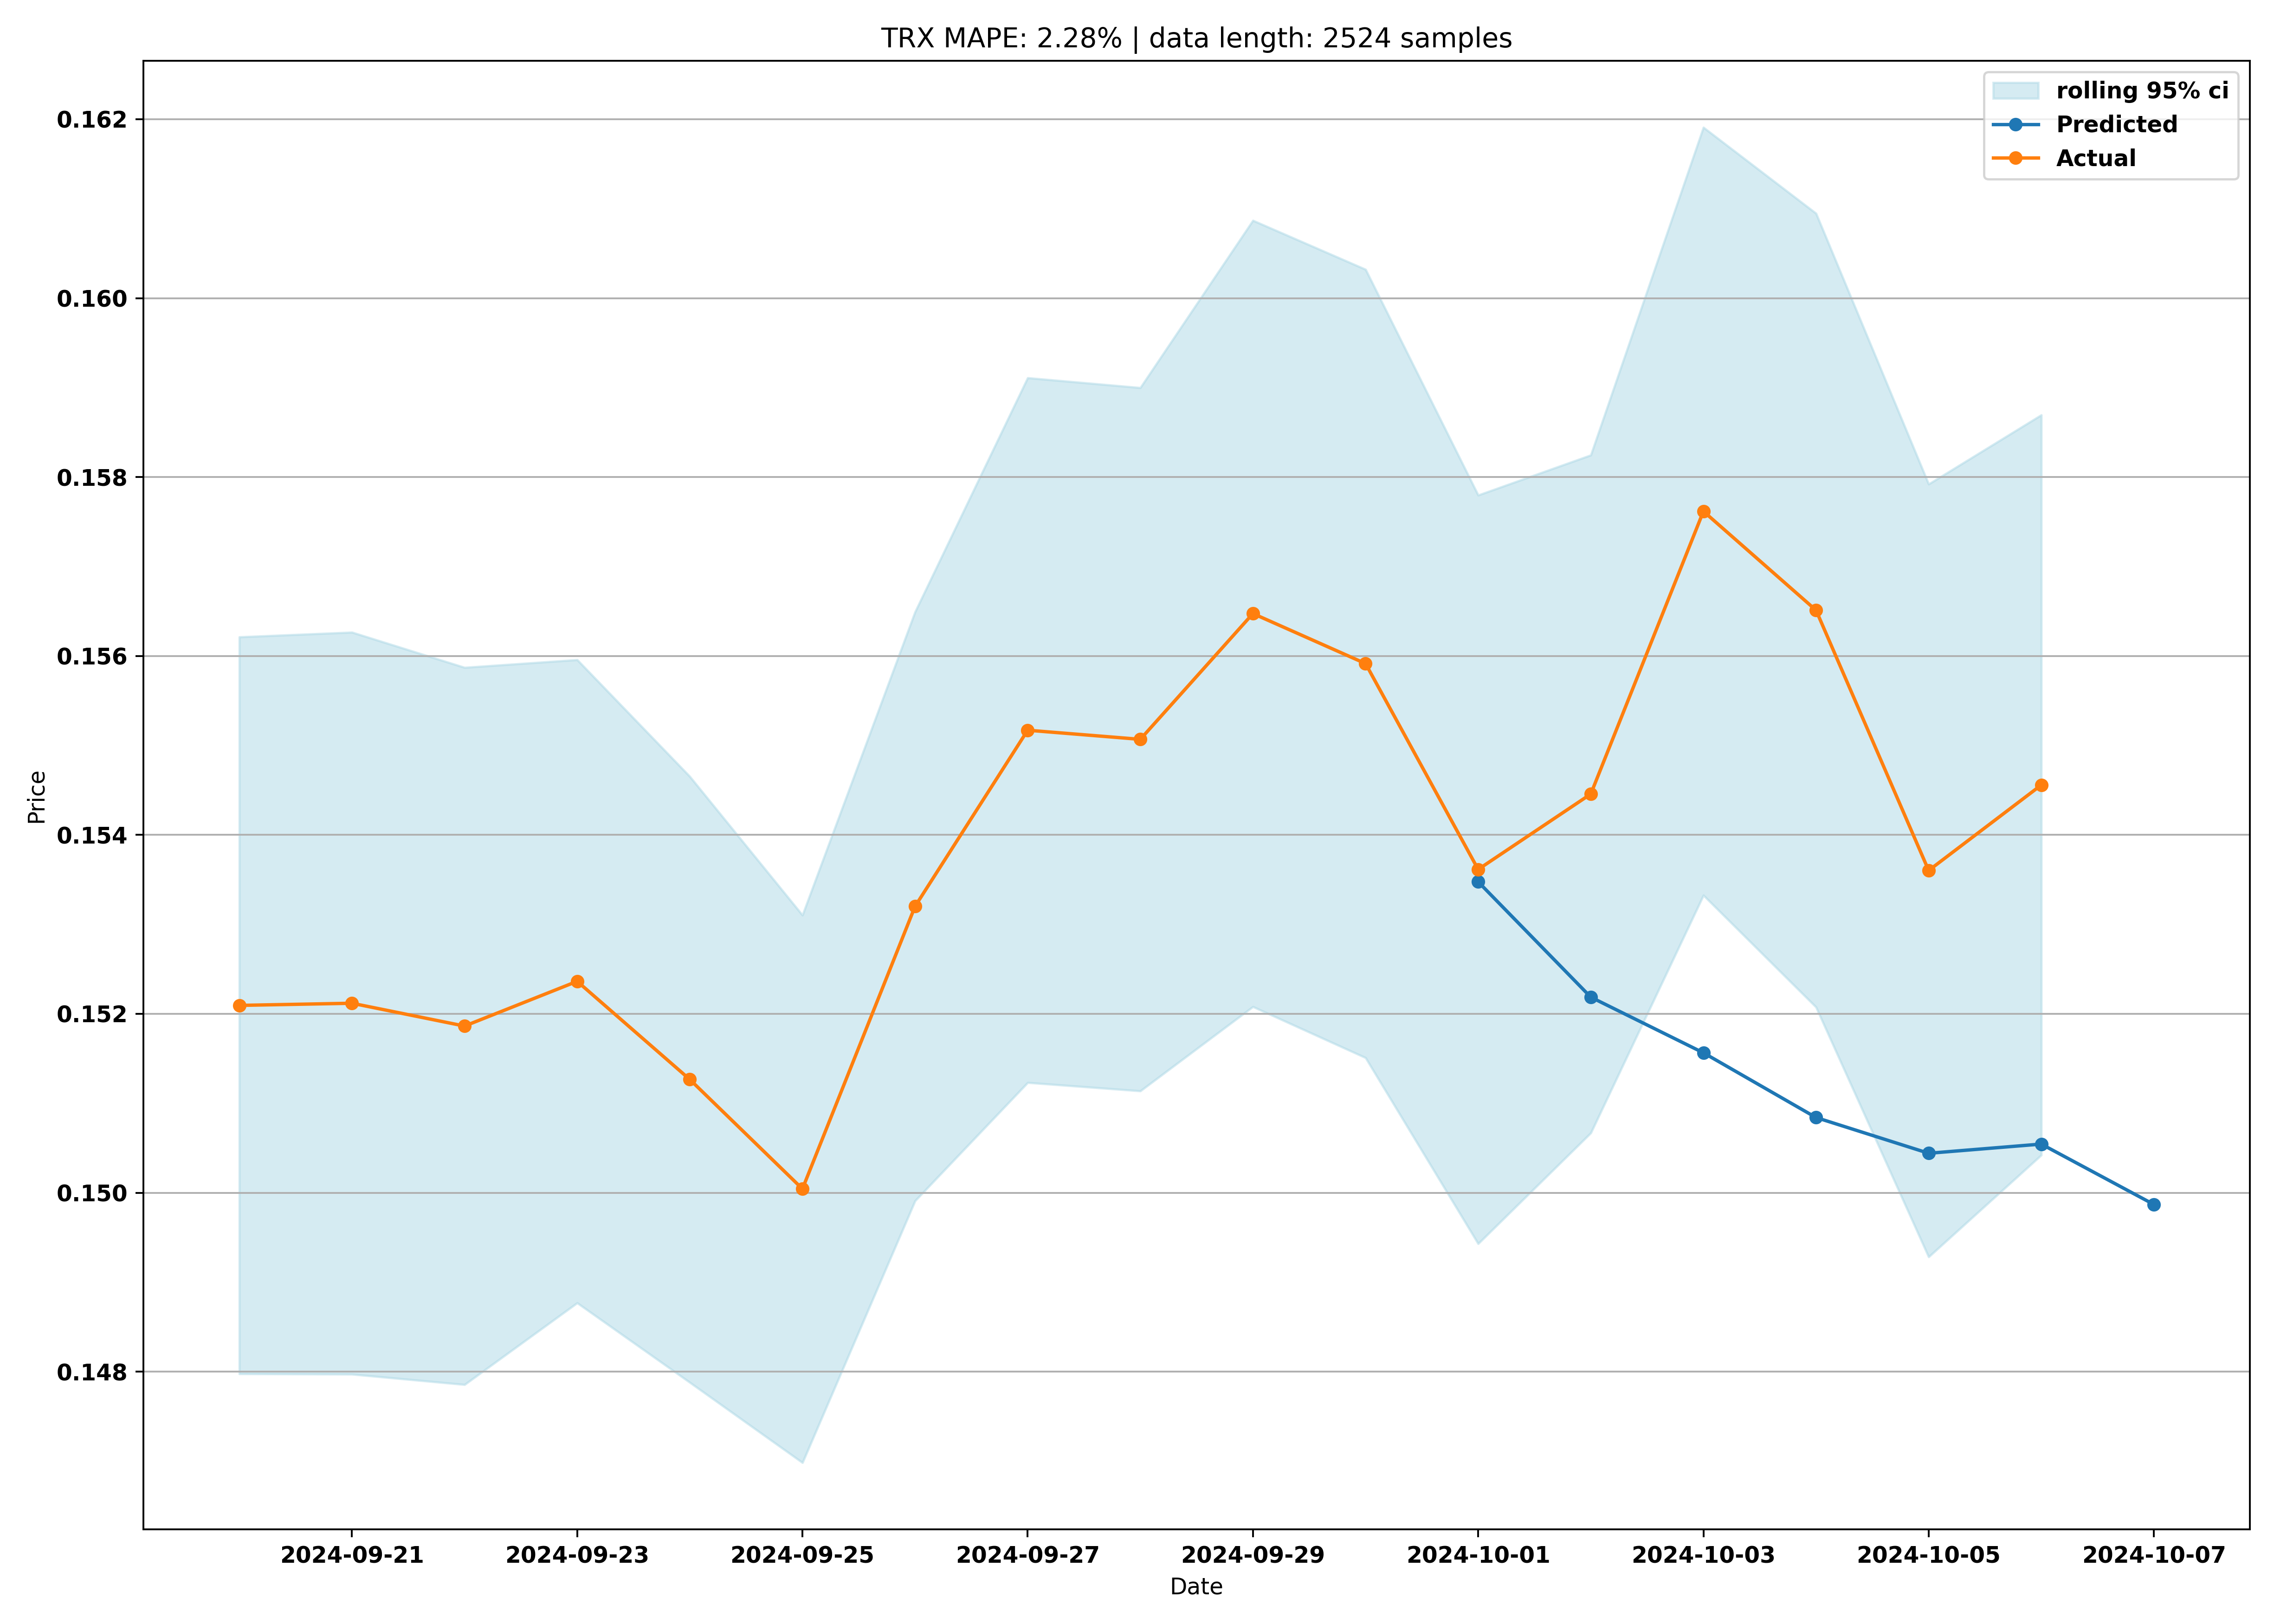 TRX MAPE: 2.28% | data length: 2524 samples
rolling 95% ci
Predicted
Actual
0.162
0.160
0.158
0.156
0.154
0.152
0.150
0.148
Price
2024-09-21 2024-09-23 2024-09-25 2024-09-27 2024-09-29 2024-10-01 2024-10-03 2024-10-05 2024-10-07
Date